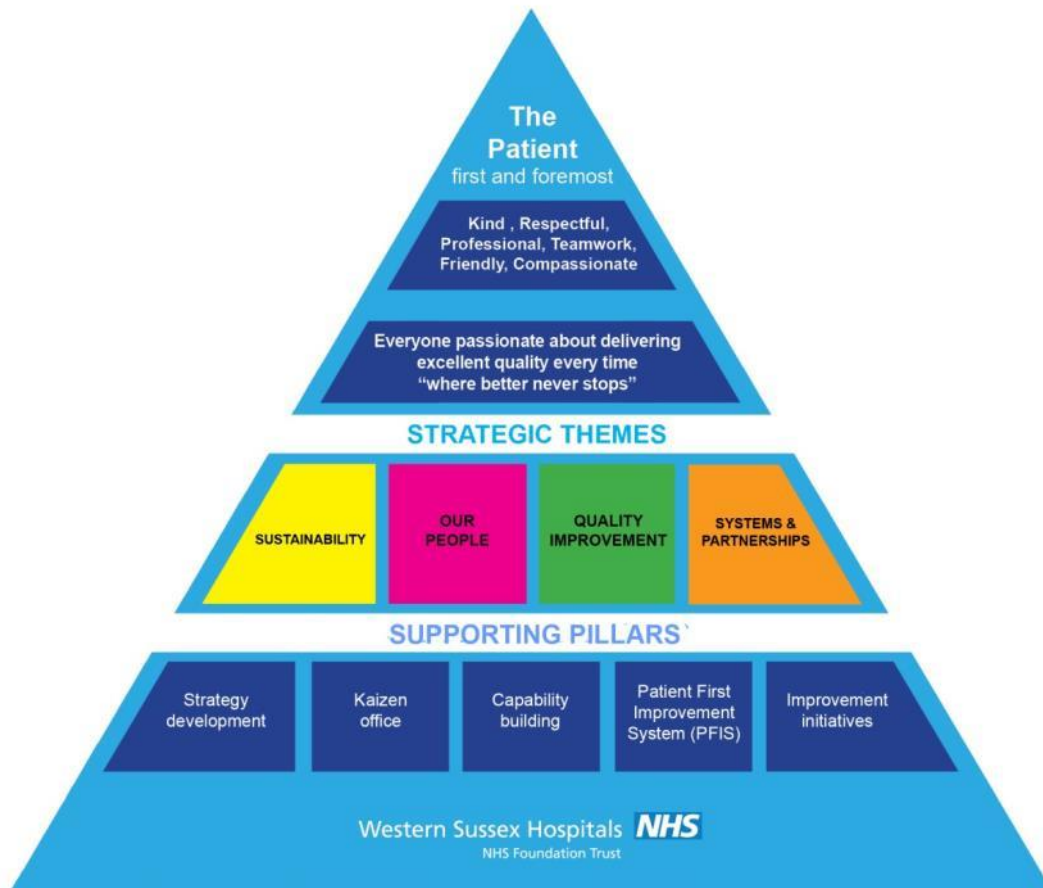 The
Patient
first and foremost
Kind , Respectful,
Professional, Teamwork,
Friendly, Compassionate
Everyone passionate about delivering
excellent quality every time
“where better never stops”
STRATEGIC THEMES
SUSTAINABILITY
OUR
PEOPLE
QUALITY
IMPROVEMENT
SYSTEMS &
PARTNERSHIPS
SUPPORTING PILLARS
Strategy
development
Kaizen
office
Capability
building
Patient First
Improvement
System (PFIS)
Improvement
initiatives
Western Sussex Hospitals NHS
NHS Foundation Trust